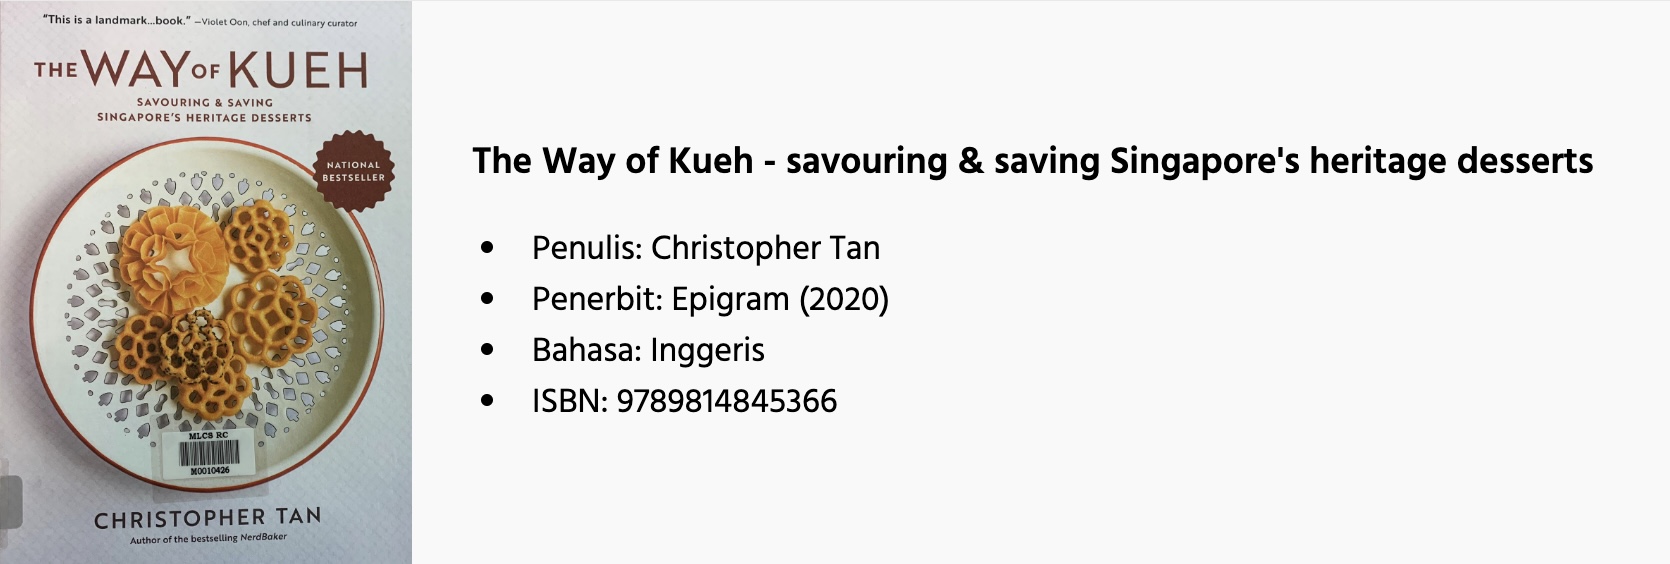 "This is a landmark...book." —Violet Oon, chef and culinary curator
THE WAY OF KUEH
SAVOURING & SAVING
SINGAPORE'S HERITAGE DESSERTS
NATIONAL
BESTSELLER
MLCS RC
M0010426
CHRISTOPHER TAN
Author of the bestselling NerdBaker
The Way of Kueh - savouring & saving Singapore's heritage desserts
• Penulis: Christopher Tan
• Penerbit: Epigram (2020)
• Bahasa: Inggeris
• ISBN: 9789814845366